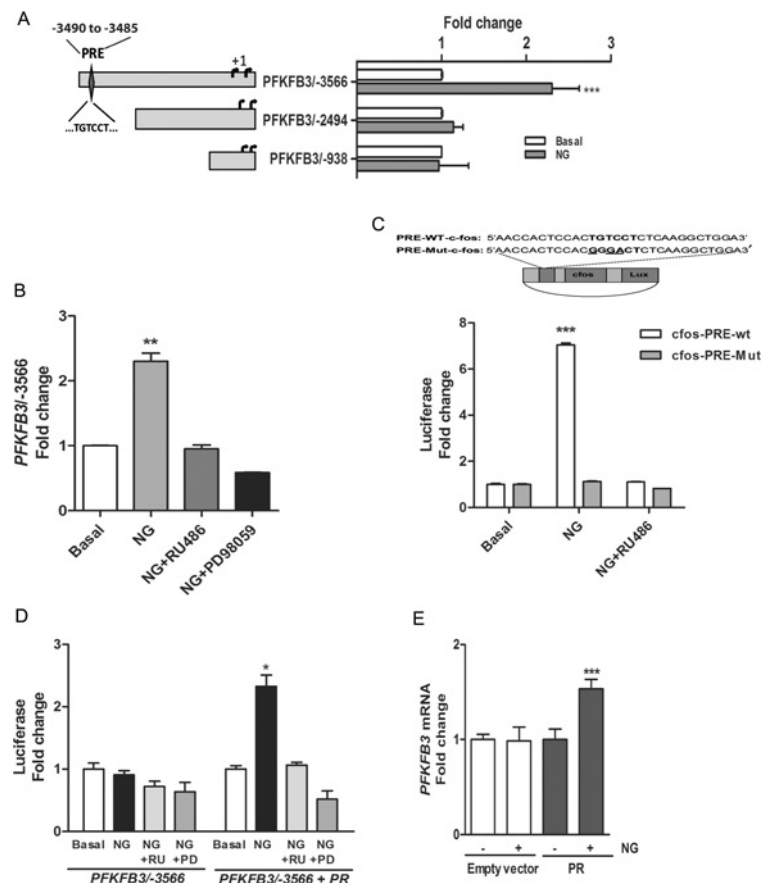 A
-3490 to -3485
PRE
+1
...TGTCCT...
Fold change
1
2
3
PFKFB3/-3566
***
PFKFB3/-2494
PFKFB3/-938
Basal
NG
C
PRE-WT-c-fos: 5'AACCACTCCACTGTCCTCTCAAGGCTGGA3'
PRE-Mut-c-fos: 5'AACCACTCCACGGGACTCTCAAGGCTGGA3'
cfos
Lux
B
PFKFB3/-3566
Fold change
3
2
1
0
**
Basal
NG
NG+RU486
NG+PD98059
Luciferase
Fold change
8
6
4
2
0
***
cfos-PRE-wt
cfos-PRE-Mut
Basal
NG
NG+RU486
D
Luciferase
Fold change
3
2
1
0
*
Basal NG NG +RU NG +PD Basal NG NG +RU NG +PD
PFKFB3/-3566
PFKFB3/-3566 + PR
E
PFKFB3 mRNA
Fold change
2
1
0
***
- + - + NG
Empty vector
PR